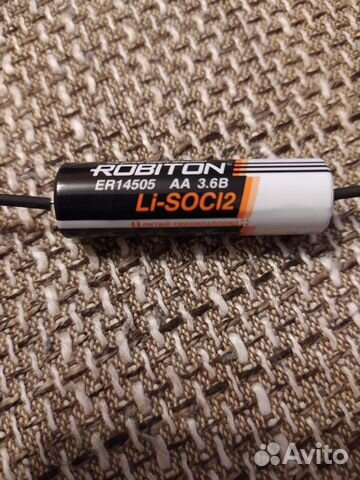 ROBITON
ER14505 AA 3.6В
Li-SOCl2
Avito